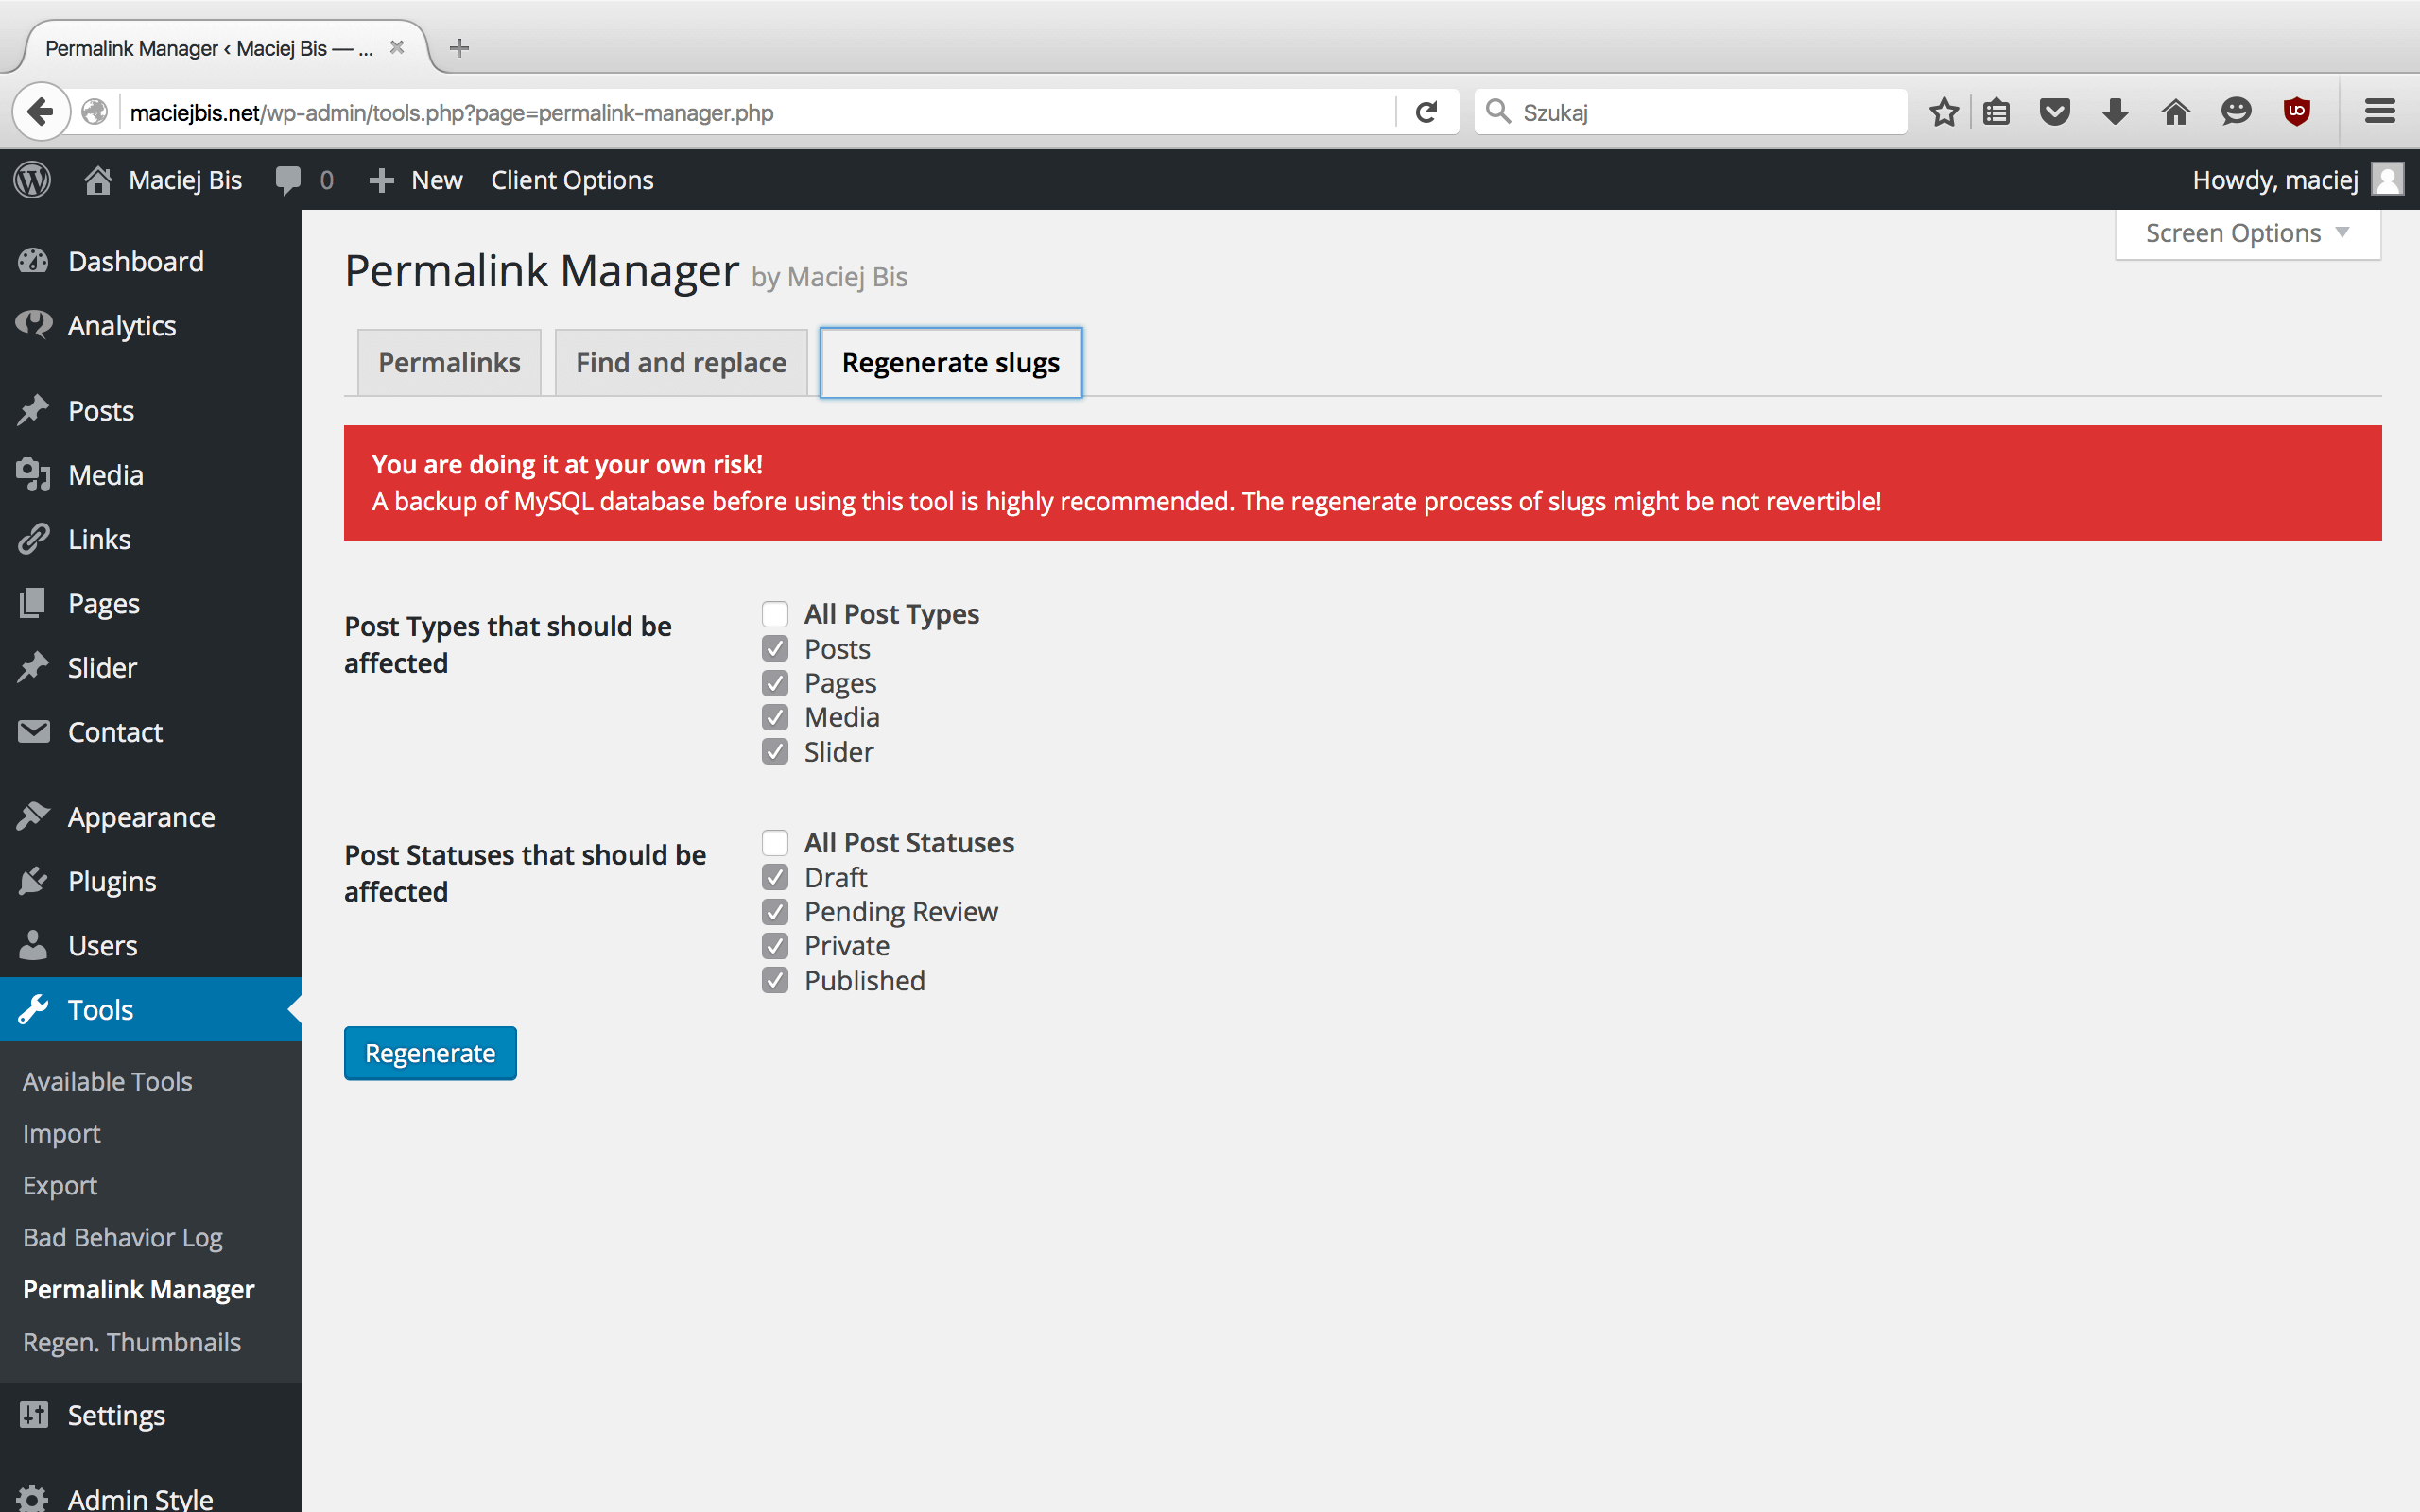 Permalink Manager ‹ Maciej Bis — ...
maciejbis.net/wp-admin/tools.php?page=permalink-manager.php
Szukaj
Maciej Bis
0
New
Client Options
Howdy, maciej
Screen Options
Dashboard
Analytics
Posts
Media
Links
Pages
Slider
Contact
Appearance
Plugins
Users
Tools
Available Tools
Import
Export
Bad Behavior Log
Permalink Manager
Regen. Thumbnails
Settings
Admin Style
Permalink Manager by Maciej Bis
Permalinks
Find and replace
Regenerate slugs
You are doing it at your own risk!
A backup of MySQL database before using this tool is highly recommended. The regenerate process of slugs might be not revertible!
Post Types that should be
affected
All Post Types
Posts
Pages
Media
Slider
Post Statuses that should be
affected
All Post Statuses
Draft
Pending Review
Private
Published
Regenerate